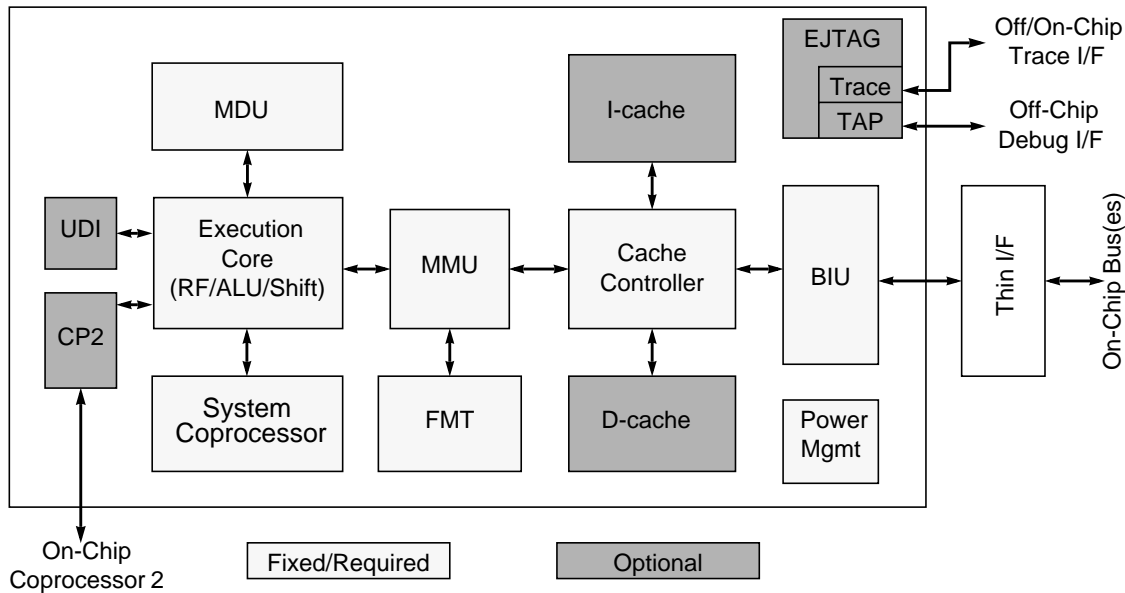 EJTAG
Trace
TAP
Off/On-Chip
Trace I/F
Off-Chip
Debug I/F
MDU
I-cache
UDI
Execution
Core
(RF/ALU/Shift)
MMU
Cache
Controller
BIU
Thin I/F
On-Chip Bus(es)
CP2
System
Coprocessor
FMT
D-cache
Power
Mgmt
On-Chip
Coprocessor 2
Fixed/Required
Optional